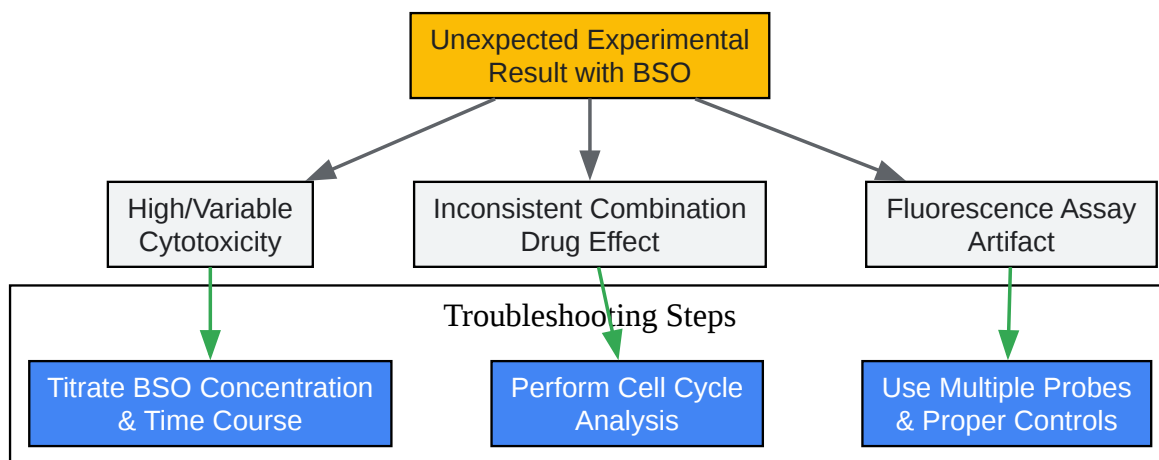 Unexpected Experimental
Result with BSO
High/Variable
Cytotoxicity
Inconsistent Combination
Drug Effect
Fluorescence Assay
Artifact
Troubleshooting Steps
Titrate BSO Concentration
& Time Course
Perform Cell Cycle
Analysis
Use Multiple Probes
& Proper Controls